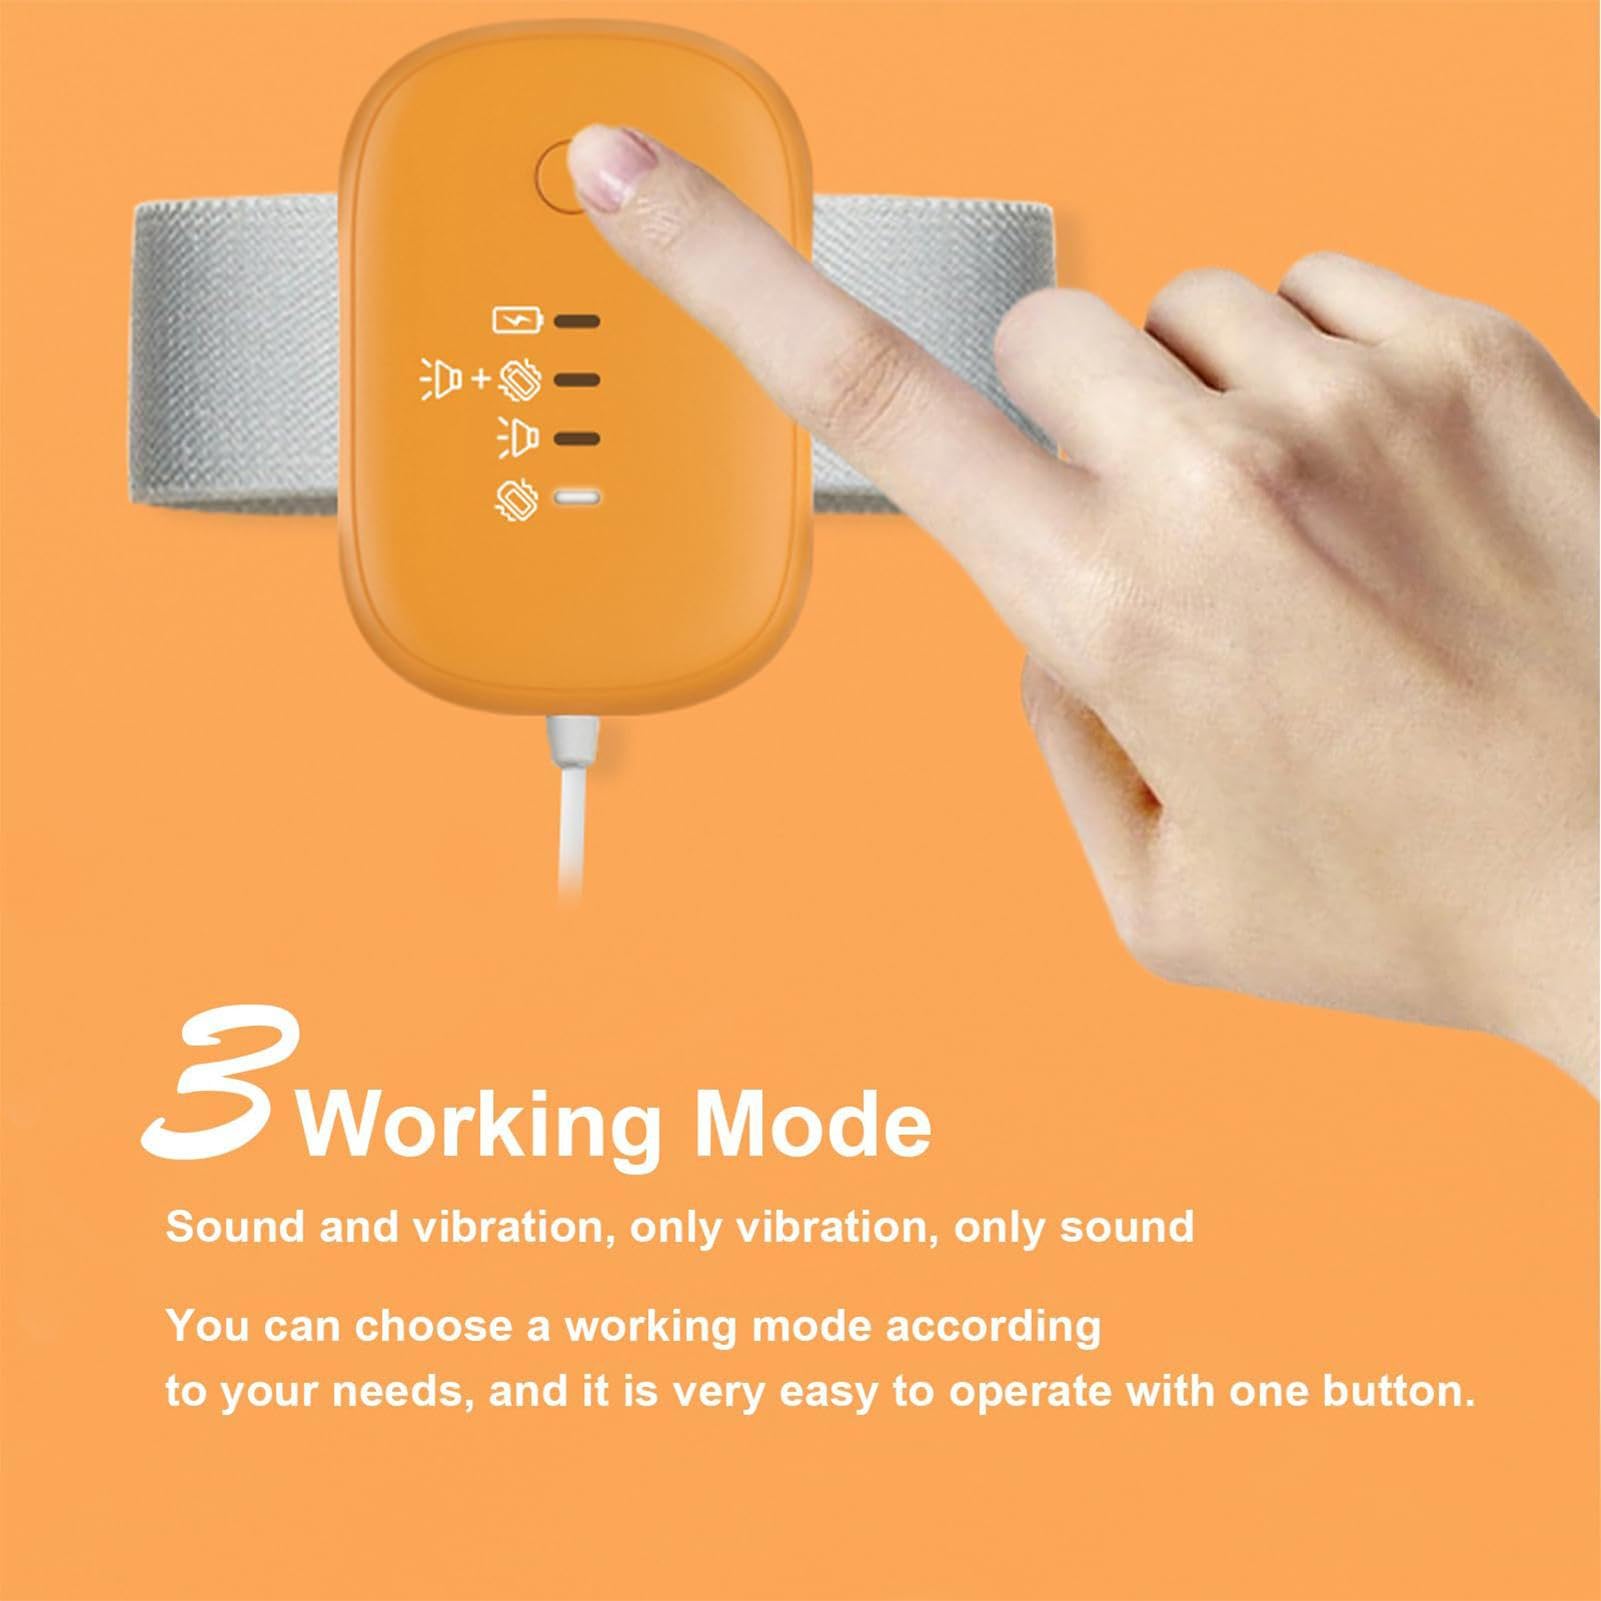 +
3 Working Mode
Sound and vibration, only vibration, only sound
You can choose a working mode according
to your needs, and it is very easy to operate with one button.